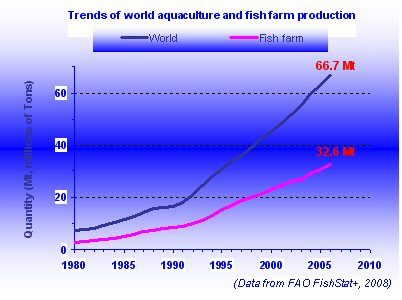 Trends of world aquaculture and fish farm production
World
Fish farm
66.7 Mt
32.6 Mt
Quantity (Mt, millions of Tons)
60
40
20
0
1980 1985 1990 1995 2000 2005 2010
(Data from FAO FishStat+, 2008)